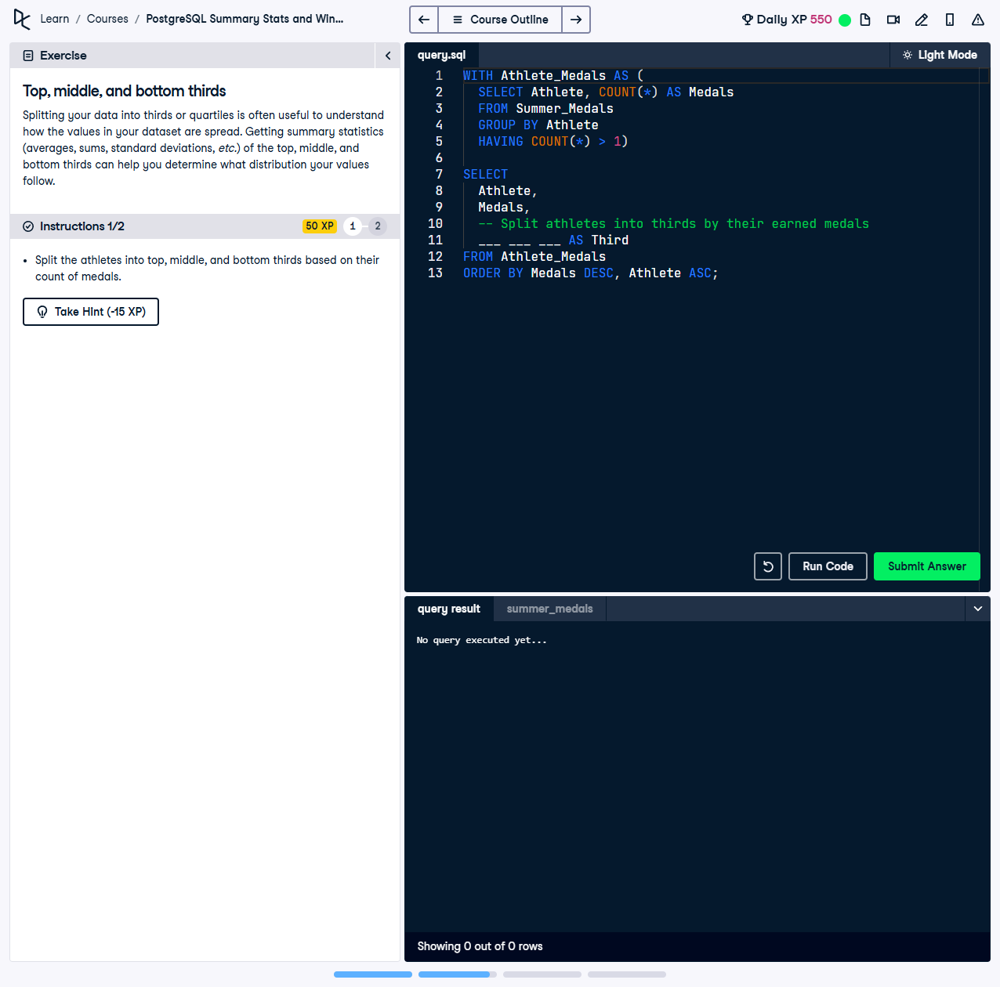 Learn / Courses / PostgreSQL Summary Stats and Win...
Course Outline
Daily XP 550
Exercise
Top, middle, and bottom thirds
Splitting your data into thirds or quartiles is often useful to understand
how the values in your dataset are spread. Getting summary statistics
(averages, sums, standard deviations, etc.) of the top, middle, and
bottom thirds can help you determine what distribution your values
follow.
Instructions 1/2
50 XP
1
2
• Split the athletes into top, middle, and bottom thirds based on their
count of medals.
Take Hint (-15 XP)
query.sql
Light Mode
1 WITH Athlete_Medals AS (
2 SELECT Athlete, COUNT(*) AS Medals
3 FROM Summer_Medals
4 GROUP BY Athlete
5 HAVING COUNT(*) > 1)
6
7 SELECT
8 Athlete,
9 Medals,
10 -- Split athletes into thirds by their earned medals
11 ___ ___ ___ AS Third
12 FROM Athlete_Medals
13 ORDER BY Medals DESC, Athlete ASC;
Run Code
Submit Answer
query result
summer_medals
No query executed yet...
Showing 0 out of 0 rows